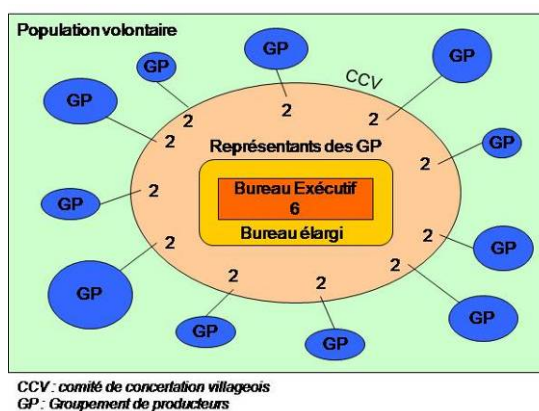 Population volontaire
GP
GP
GP
GP
CCV
GP
2
2
2
2
2
2
Représentants des GP
GP
2
Bureau Exécutif
6
2
Bureau élargi
GP
2
2
2
2
GP
GP
GP
GP
GP
CCV : comité de concertation villageois
GP : Groupement de producteurs